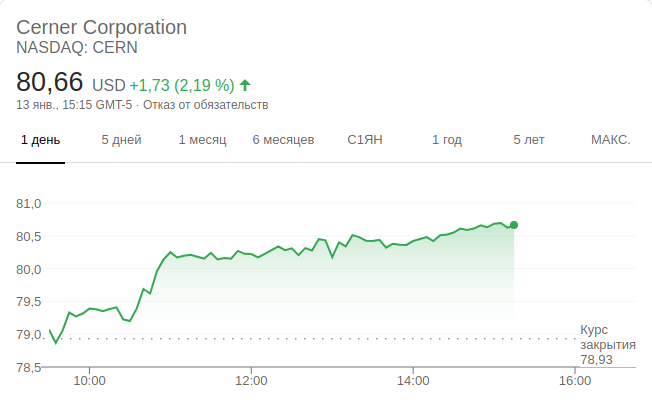 Cerner Corporation
NASDAQ: CERN
80,66 USD +1,73 (2,19 %)
13 янв., 15:15 GMT-5 · Отказ от обязательств
1 день 5 дней 1 месяц 6 месяцев С1ЯН 1 год 5 лет МАКС.
81,0
80,5
80,0
79,5
79,0
78,5
Курс
закрытия
78,93
10:00 12:00 14:00 16:00